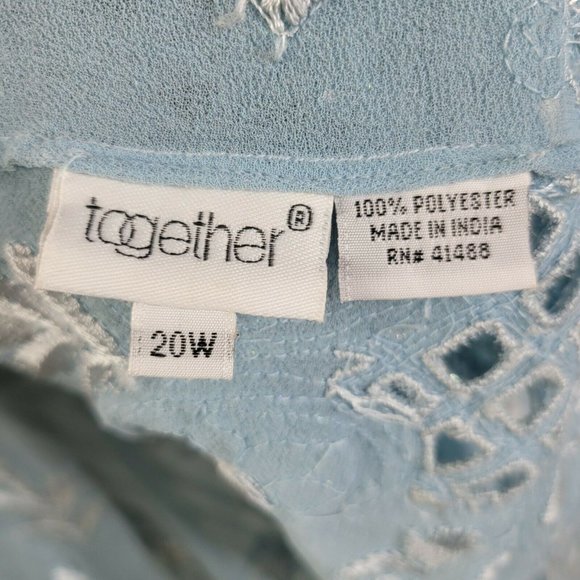 together®
100% POLYESTER
MADE IN INDIA
RN# 41488
20W